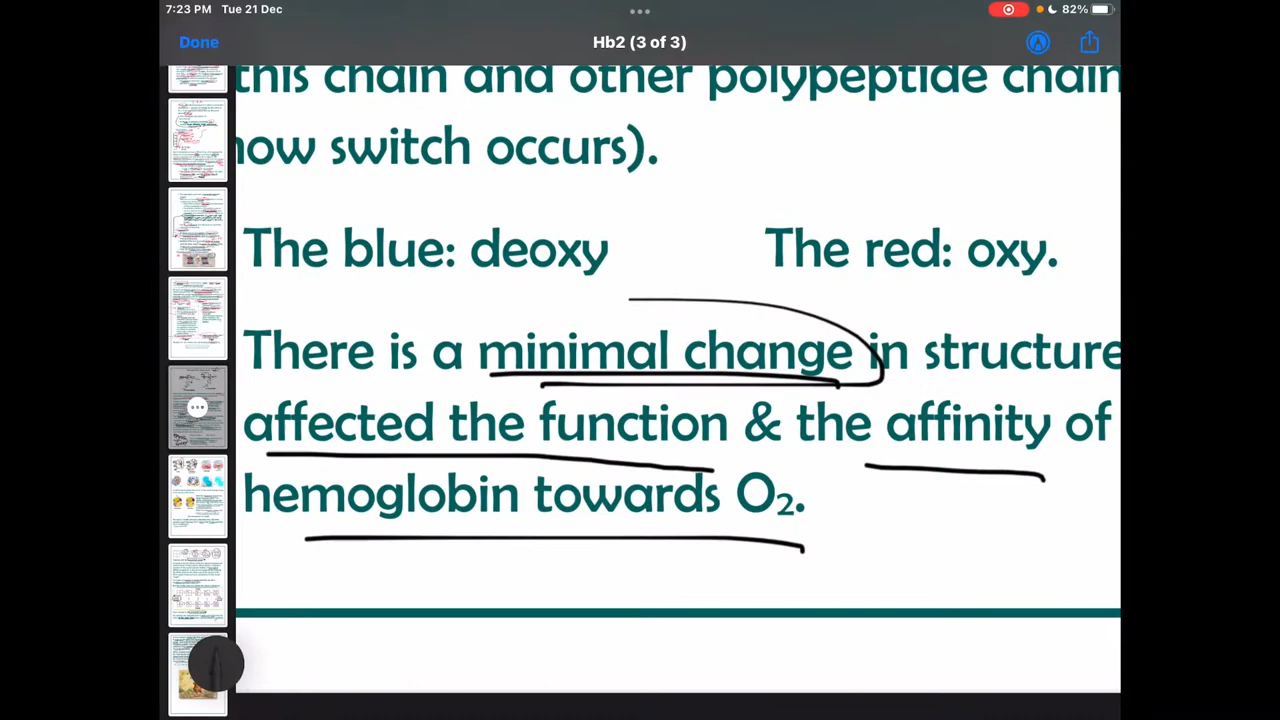 7:23 PM Tue 21 Dec
82%
Done
Hb2 (3 of 3)
this chain and other polypeptide chain
now switch occurs).
The blue: deoxy The red: oxy.
There is a minimal change in structure
affected the function & the affinity of
hemoglobin towards O₂.